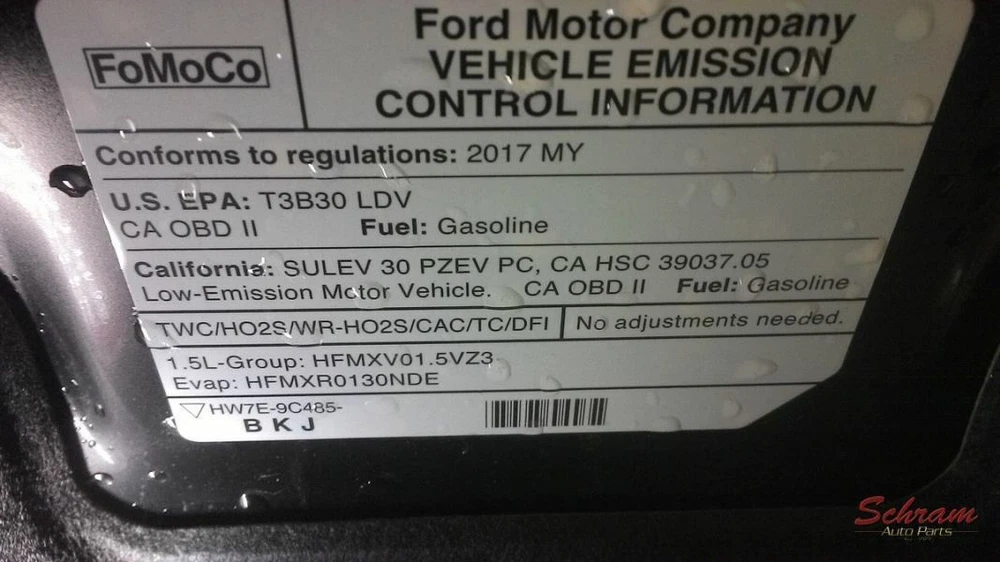 FoMoCo
Ford Motor Company
VEHICLE EMISSION
CONTROL INFORMATION
Conforms to regulations: 2017 MY
U.S. EPA: T3B30 LDV
CA OBD II Fuel: Gasoline
California: SULEV 30 PZEV PC, CA HSC 39037.05
Low-Emission Motor Vehicle. CA OBD II Fuel: Gasoline
TWC/HO2S/WR-HO2S/CAC/TC/DFI No adjustments needed.
1.5L-Group: HFMXV01.5VZ3
Evap: HFMXR0130NDE
HW7E-9C485-
B K J
Schram
Auto Parts